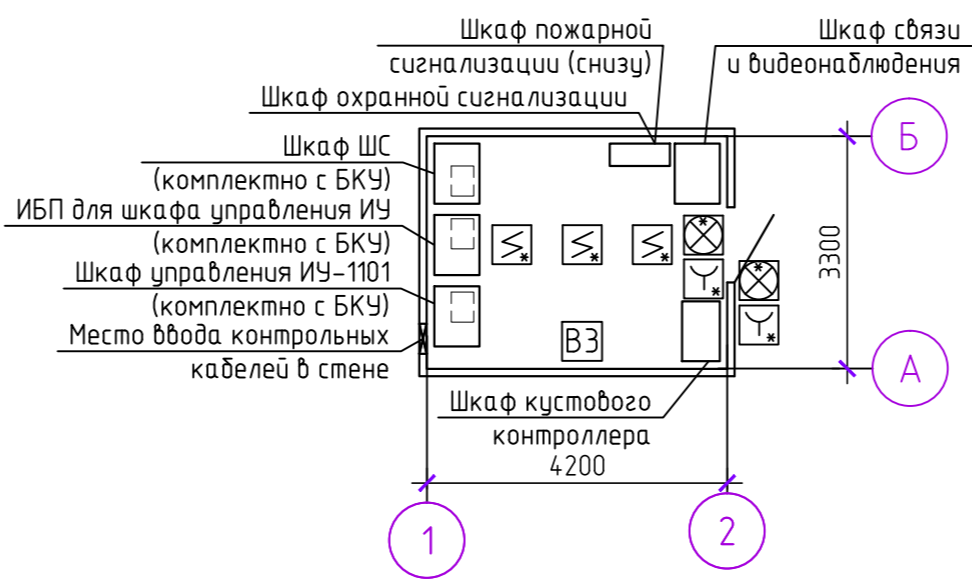 Шкаф пожарной
сигнализации (снизу)
Шкаф связи
и видеонаблюдения
Шкаф охранной сигнализации
Шкаф ШС
(комплектно с БКУ)
ИБП для шкафа управления ИУ
(комплектно с БКУ)
Шкаф управления ИУ-1101
(комплектно с БКУ)
Место ввода контрольных
кабелей в стене
*
*
*
*
*
*
*
В3
Шкаф кустового
контроллера
4200
3300
Б
А
1
2